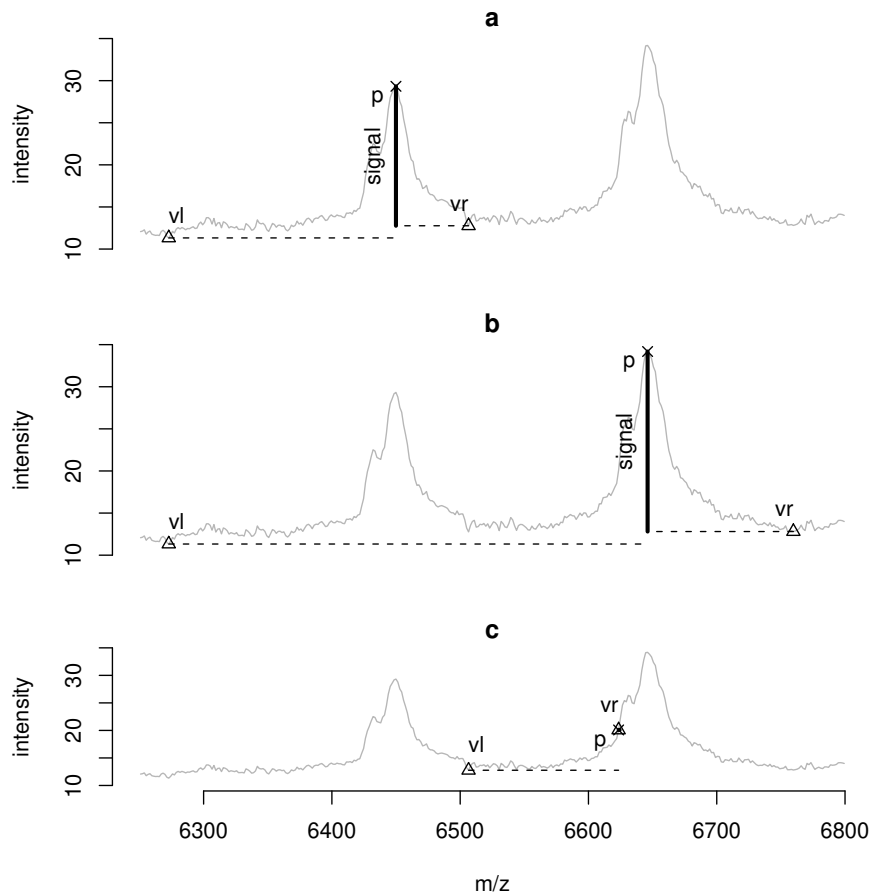 a
intensity
10
20
30
vl
p
signal
vr
b
intensity
10
20
30
vl
p
signal
vr
c
intensity
10
20
30
vl
vr
p
6300 6400 6500 6600 6700 6800
m/z